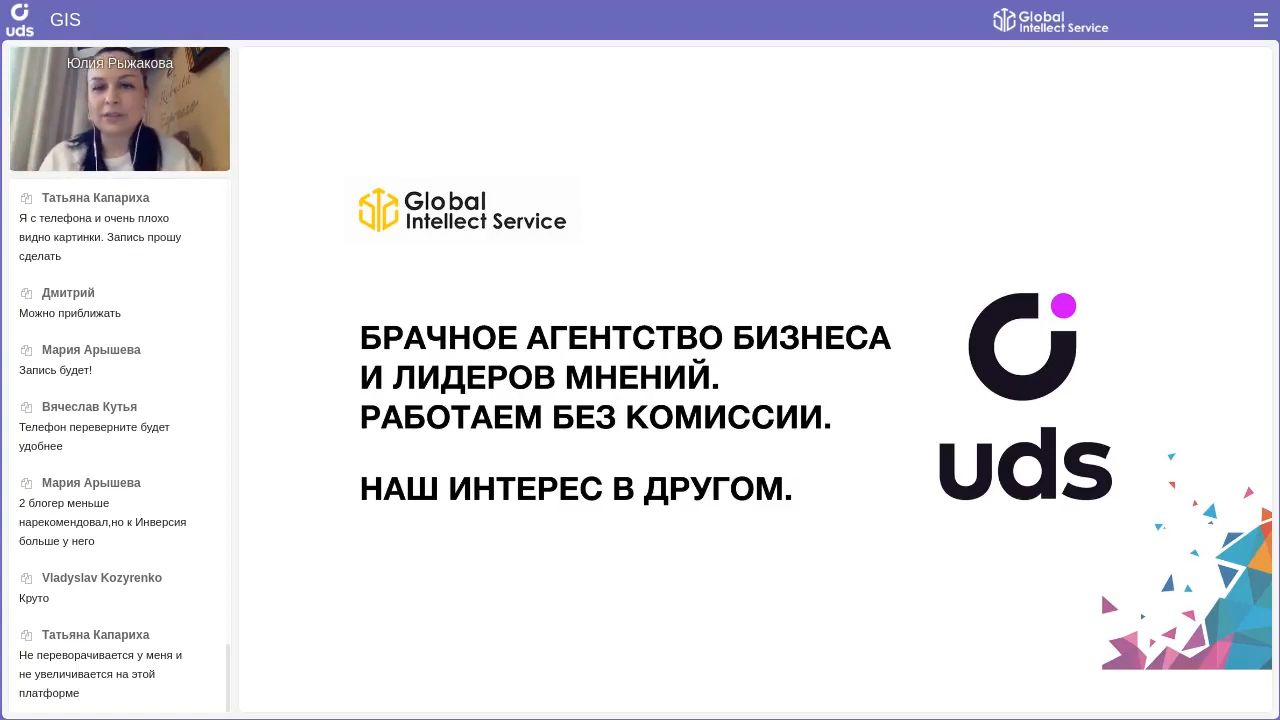 uds
GIS
Global
Intellect Service
Юлия Рыжакова
Татьяна Капариха
Я с телефона и очень плохо
видно картинки. Запись прошу
сделать
Дмитрий
Можно приближать
Мария Арышева
Запись будет!
Вячеслав Кутья
Телефон переверните будет
удобнее
Мария Арышева
2 блогер меньше
нарекомендовал,но к Инверсия
больше у него
Vladyslav Kozyrenko
Круто
Татьяна Капариха
Не переворачивается у меня и
не увеличивается на этой
платформе
Global
Intellect Service
БРАЧНОЕ АГЕНТСТВО БИЗНЕСА
И ЛИДЕРОВ МНЕНИЙ.
РАБОТАЕМ БЕЗ КОМИССИИ.
НАШ ИНТЕРЕС В ДРУГОМ.
uds